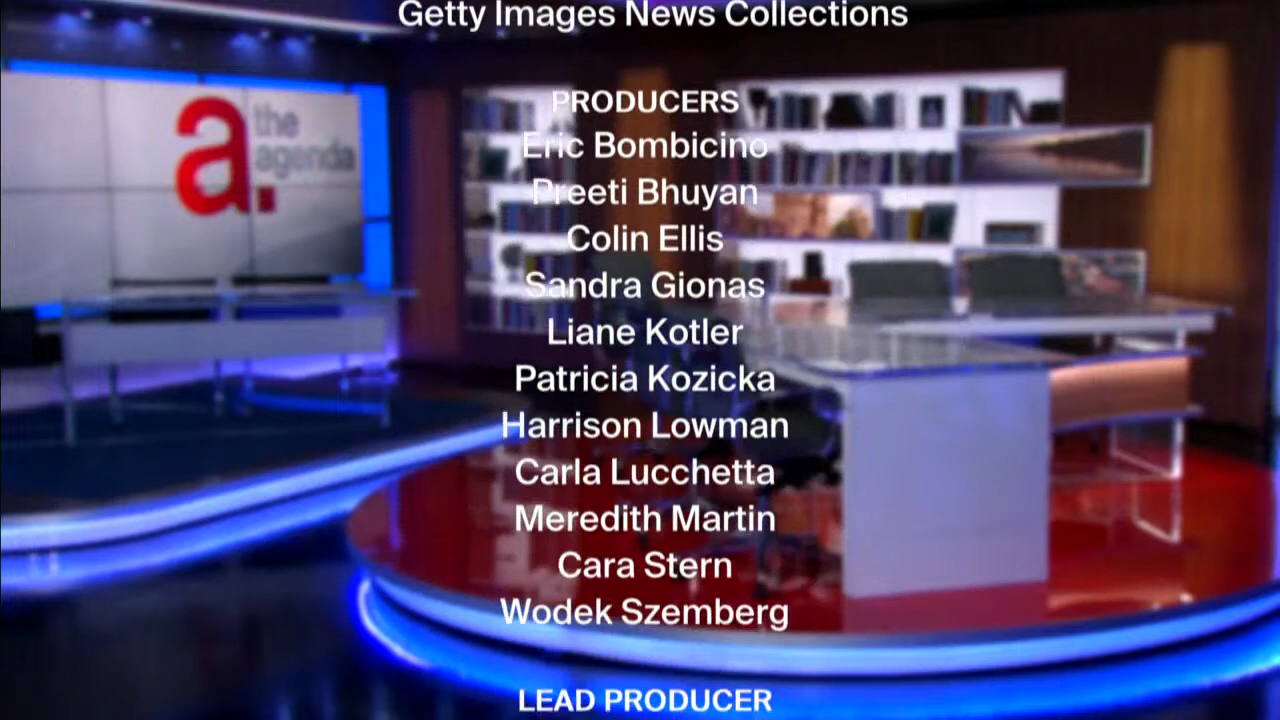 Getty Images News Collections
a. the agenda
PRODUCERS
Eric Bombicino
Preeti Bhuyan
Colin Ellis
Sandra Gionas
Liane Kotler
Patricia Kozicka
Harrison Lowman
Carla Lucchetta
Meredith Martin
Cara Stern
Wodek Szemberg
LEAD PRODUCER